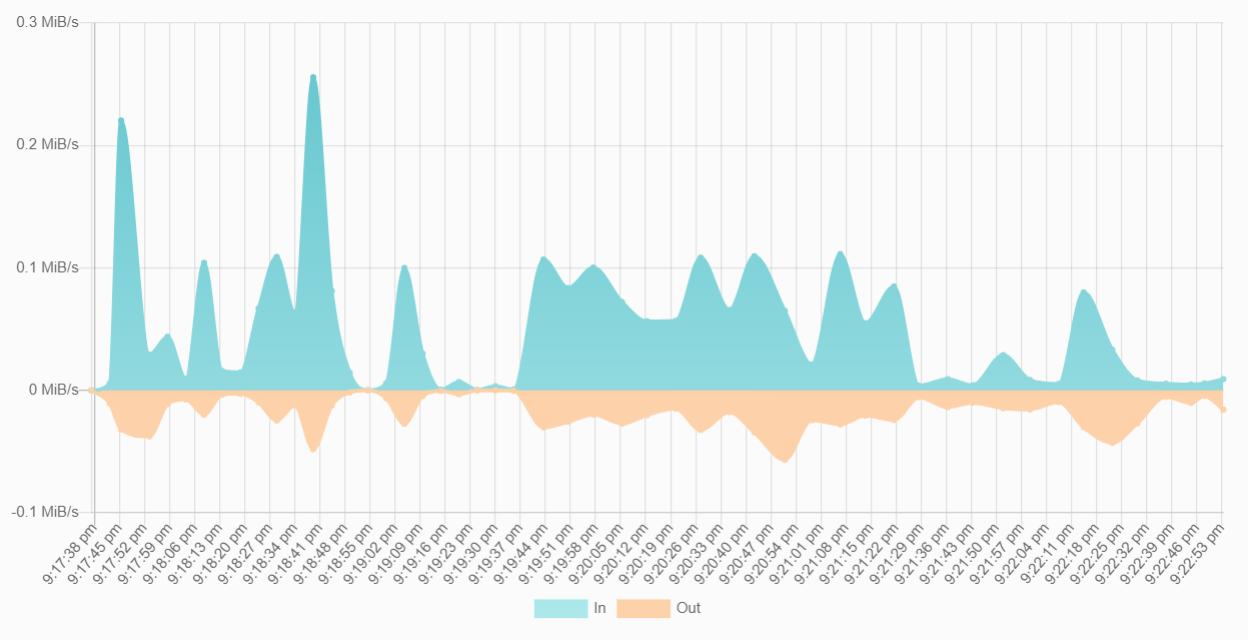 0.3 MiB/s
0.2 MiB/s
0.1 MiB/s
0 MiB/s
-0.1 MiB/s
9:17:38 pm
9:17:45 pm
9:17:52 pm
9:17:59 pm
9:18:06 pm
9:18:13 pm
9:18:20 pm
9:18:27 pm
9:18:34 pm
9:18:41 pm
9:18:48 pm
9:18:55 pm
9:19:02 pm
9:19:09 pm
9:19:16 pm
9:19:23 pm
9:19:30 pm
9:19:37 pm
9:19:44 pm
9:19:51 pm
9:19:58 pm
9:20:05 pm
9:20:12 pm
9:20:19 pm
9:20:26 pm
9:20:33 pm
9:20:40 pm
9:20:47 pm
9:20:54 pm
9:21:01 pm
9:21:08 pm
9:21:15 pm
9:21:22 pm
9:21:29 pm
9:21:36 pm
9:21:43 pm
9:21:50 pm
9:21:57 pm
9:22:04 pm
9:22:11 pm
9:22:18 pm
9:22:25 pm
9:22:32 pm
9:22:39 pm
9:22:46 pm
9:22:53 pm
In Out